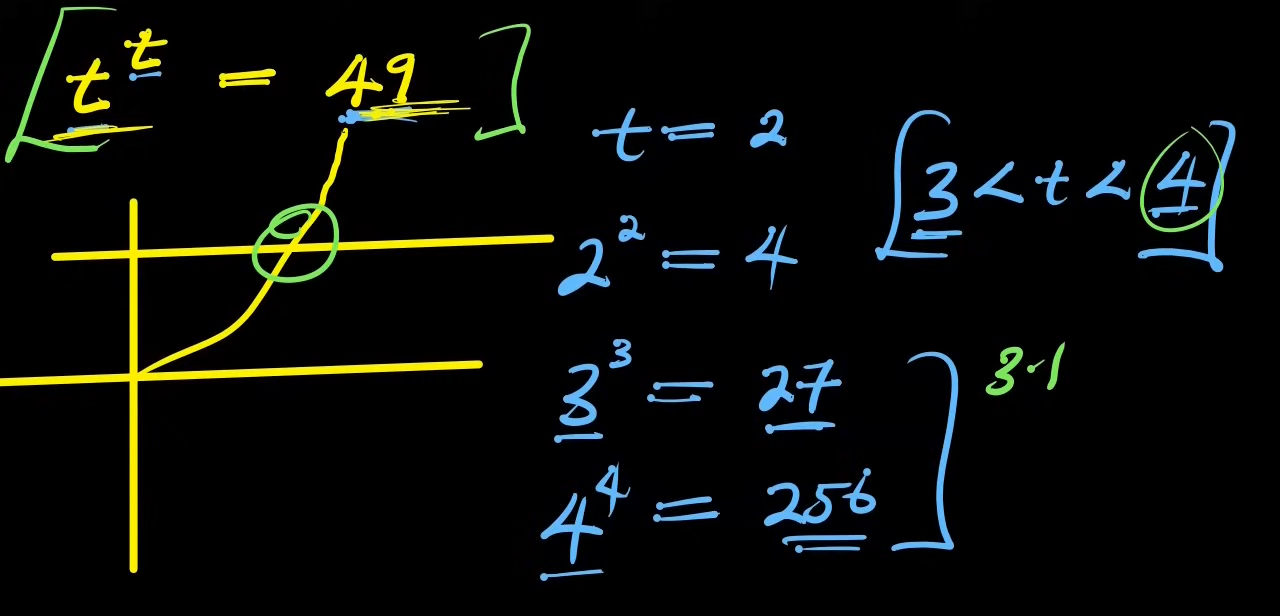 [t^t = 49]
t = 2
[3 < t < 4]
2^2 = 4
3^3 = 27
4^4 = 256
] 3.1